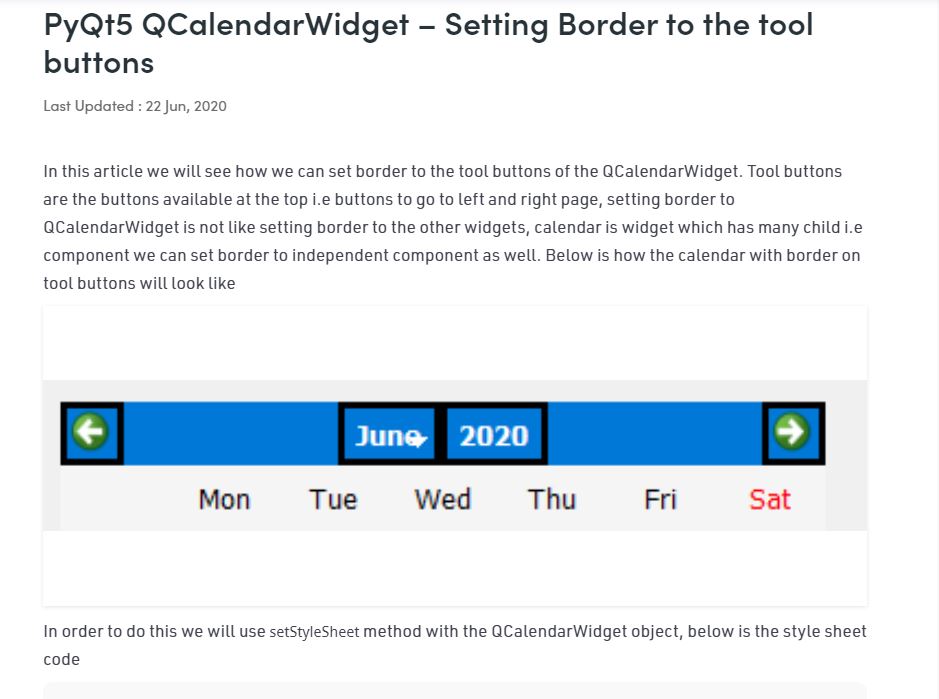 PyQt5 QCalendarWidget – Setting Border to the tool
buttons
Last Updated : 22 Jun, 2020
In this article we will see how we can set border to the tool buttons of the QCalendarWidget. Tool buttons
are the buttons available at the top i.e buttons to go to left and right page, setting border to
QCalendarWidget is not like setting border to the other widgets, calendar is widget which has many child i.e
component we can set border to independent component as well. Below is how the calendar with border on
tool buttons will look like
June 2020
Mon Tue Wed Thu Fri Sat
In order to do this we will use setStyleSheet method with the QCalendarWidget object, below is the style sheet
code